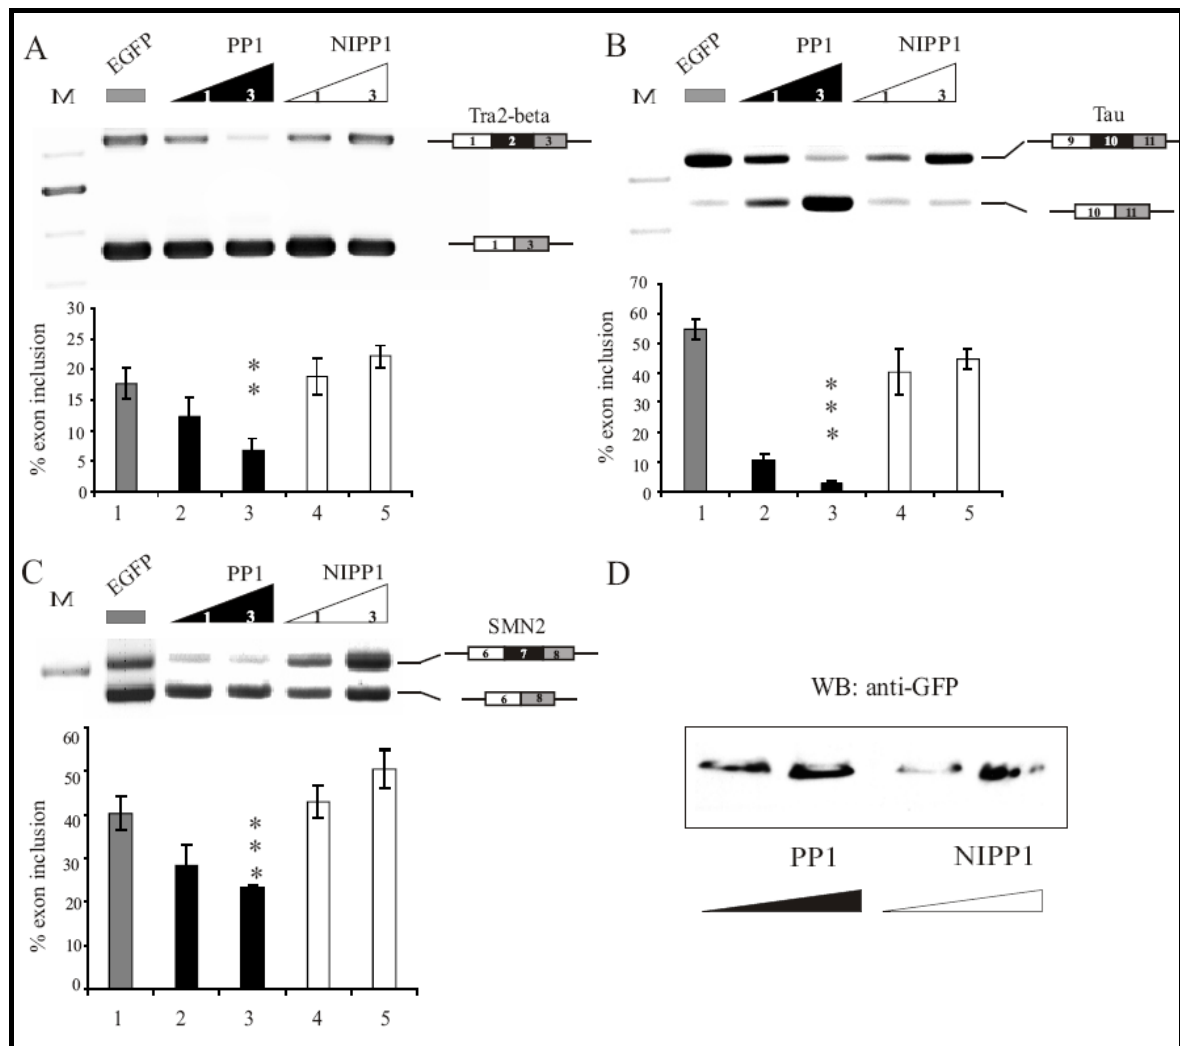 A
EGFP
PP1
NIPP1
M
1 3 1 3
Tra2-beta
1 2 3
1 3
% exon inclusion
30
25
20
15
10
5
0
* *
1 2 3 4 5
B
EGFP
PP1
NIPP1
M
1 3 1 3
Tau
9 10 11
10 11
% exon inclusion
70
60
50
40
30
20
10
0
* * *
1 2 3 4 5
C
EGFP
PP1
NIPP1
M
1 3 1 3
SMN2
6 7 8
6 8
% exon inclusion
60
50
40
30
20
10
0
* * *
1 2 3 4 5
D
WB: anti-GFP
PP1 NIPP1